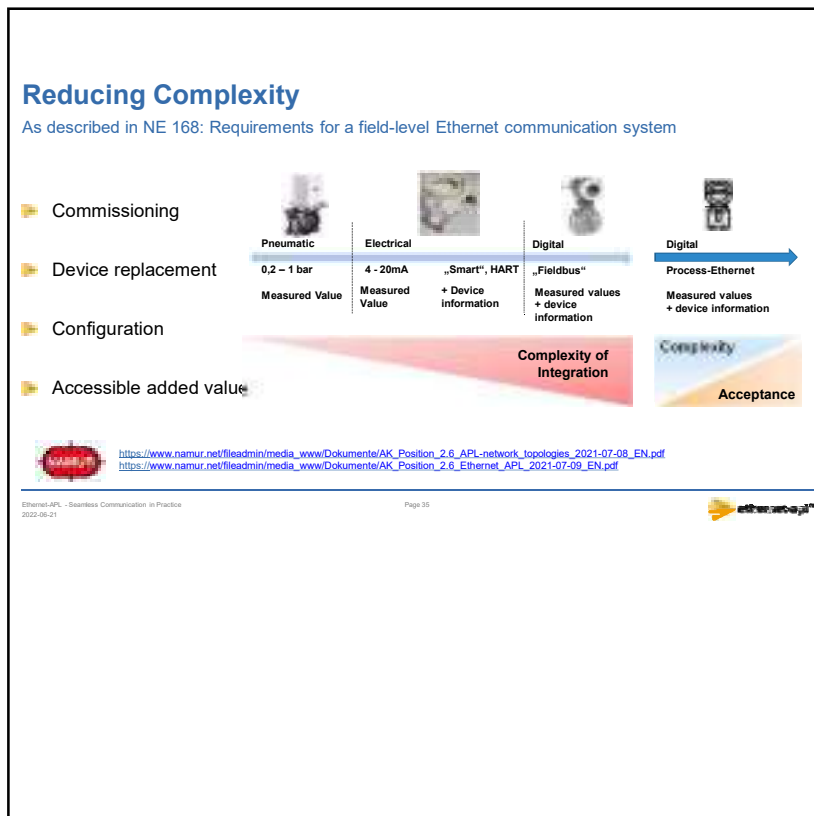 Reducing Complexity
As described in NE 168: Requirements for a field-level Ethernet communication system
Commissioning
Device replacement
Configuration
Accessible added value
Pneumatic
Electrical
Digital
Digital
0,2 – 1 bar
4 - 20mA
„Smart“, HART
„Fieldbus“
Process-Ethernet
Measured Value
Measured
Value
+ Device
information
Measured values
+ device
information
Measured values
+ device information
Complexity of
Integration
Complexity
Acceptance
NAMUR
https://www.namur.net/fileadmin/media_www/Dokumente/AK_Position_2.6_APL-network_topologies_2021-07-08_EN.pdf
https://www.namur.net/fileadmin/media_www/Dokumente/AK_Position_2.6_Ethernet_APL_2021-07-09_EN.pdf
Ethernet-APL - Seamless Communication in Practice
2022-06-21
Page 35
ethernet-apl